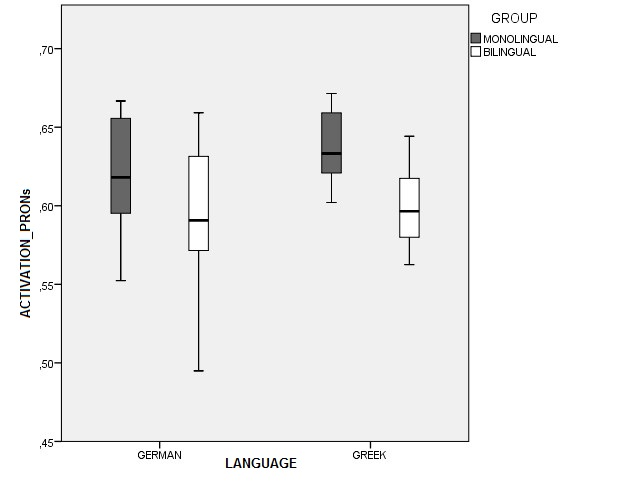 GROUP
MONOLINGUAL
BILINGUAL
,70
,65
,60
,55
,50
,45
ACTIVATION_PRONs
GERMAN
GREEK
LANGUAGE